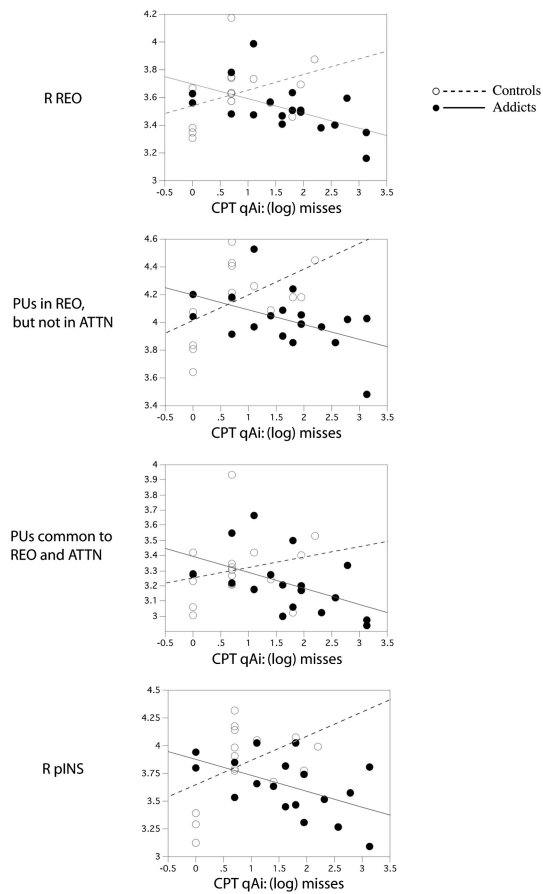 R REO
4.2
4
3.8
3.6
3.4
3.2
3
-0.5 0 .5 1 1.5 2 2.5 3 3.5
CPT qAi: (log) misses
Controls
Addicts
PUs in REO,
but not in ATTN
4.6
4.4
4.2
4
3.8
3.6
3.4
-0.5 0 .5 1 1.5 2 2.5 3 3.5
CPT qAi: (log) misses
PUs common to
REO and ATTN
4
3.9
3.8
3.7
3.6
3.5
3.4
3.3
3.2
3.1
3
-0.5 0 .5 1 1.5 2 2.5 3 3.5
CPT qAi: (log) misses
R pINS
4.5
4.25
4
3.75
3.5
3.25
3
-0.5 0 .5 1 1.5 2 2.5 3 3.5
CPT qAi: (log) misses